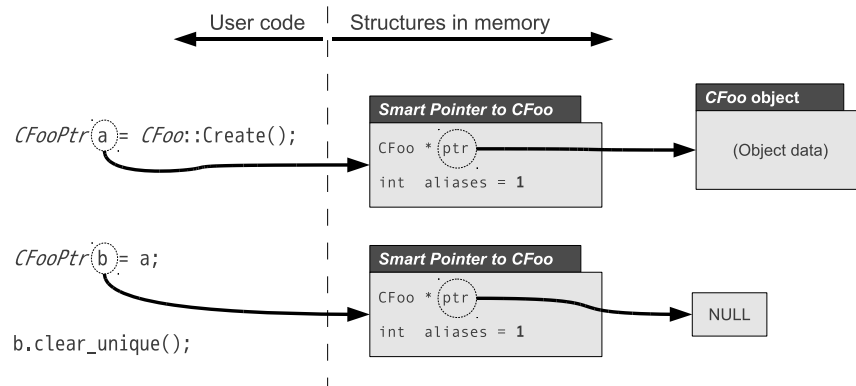 User code
Structures in memory
CFooPtr a = CFoo::Create();
Smart Pointer to CFoo
CFoo * ptr
int aliases = 1
CFoo object
(Object data)
CFooPtr b = a;
b.clear_unique();
Smart Pointer to CFoo
CFoo * ptr
int aliases = 1
NULL